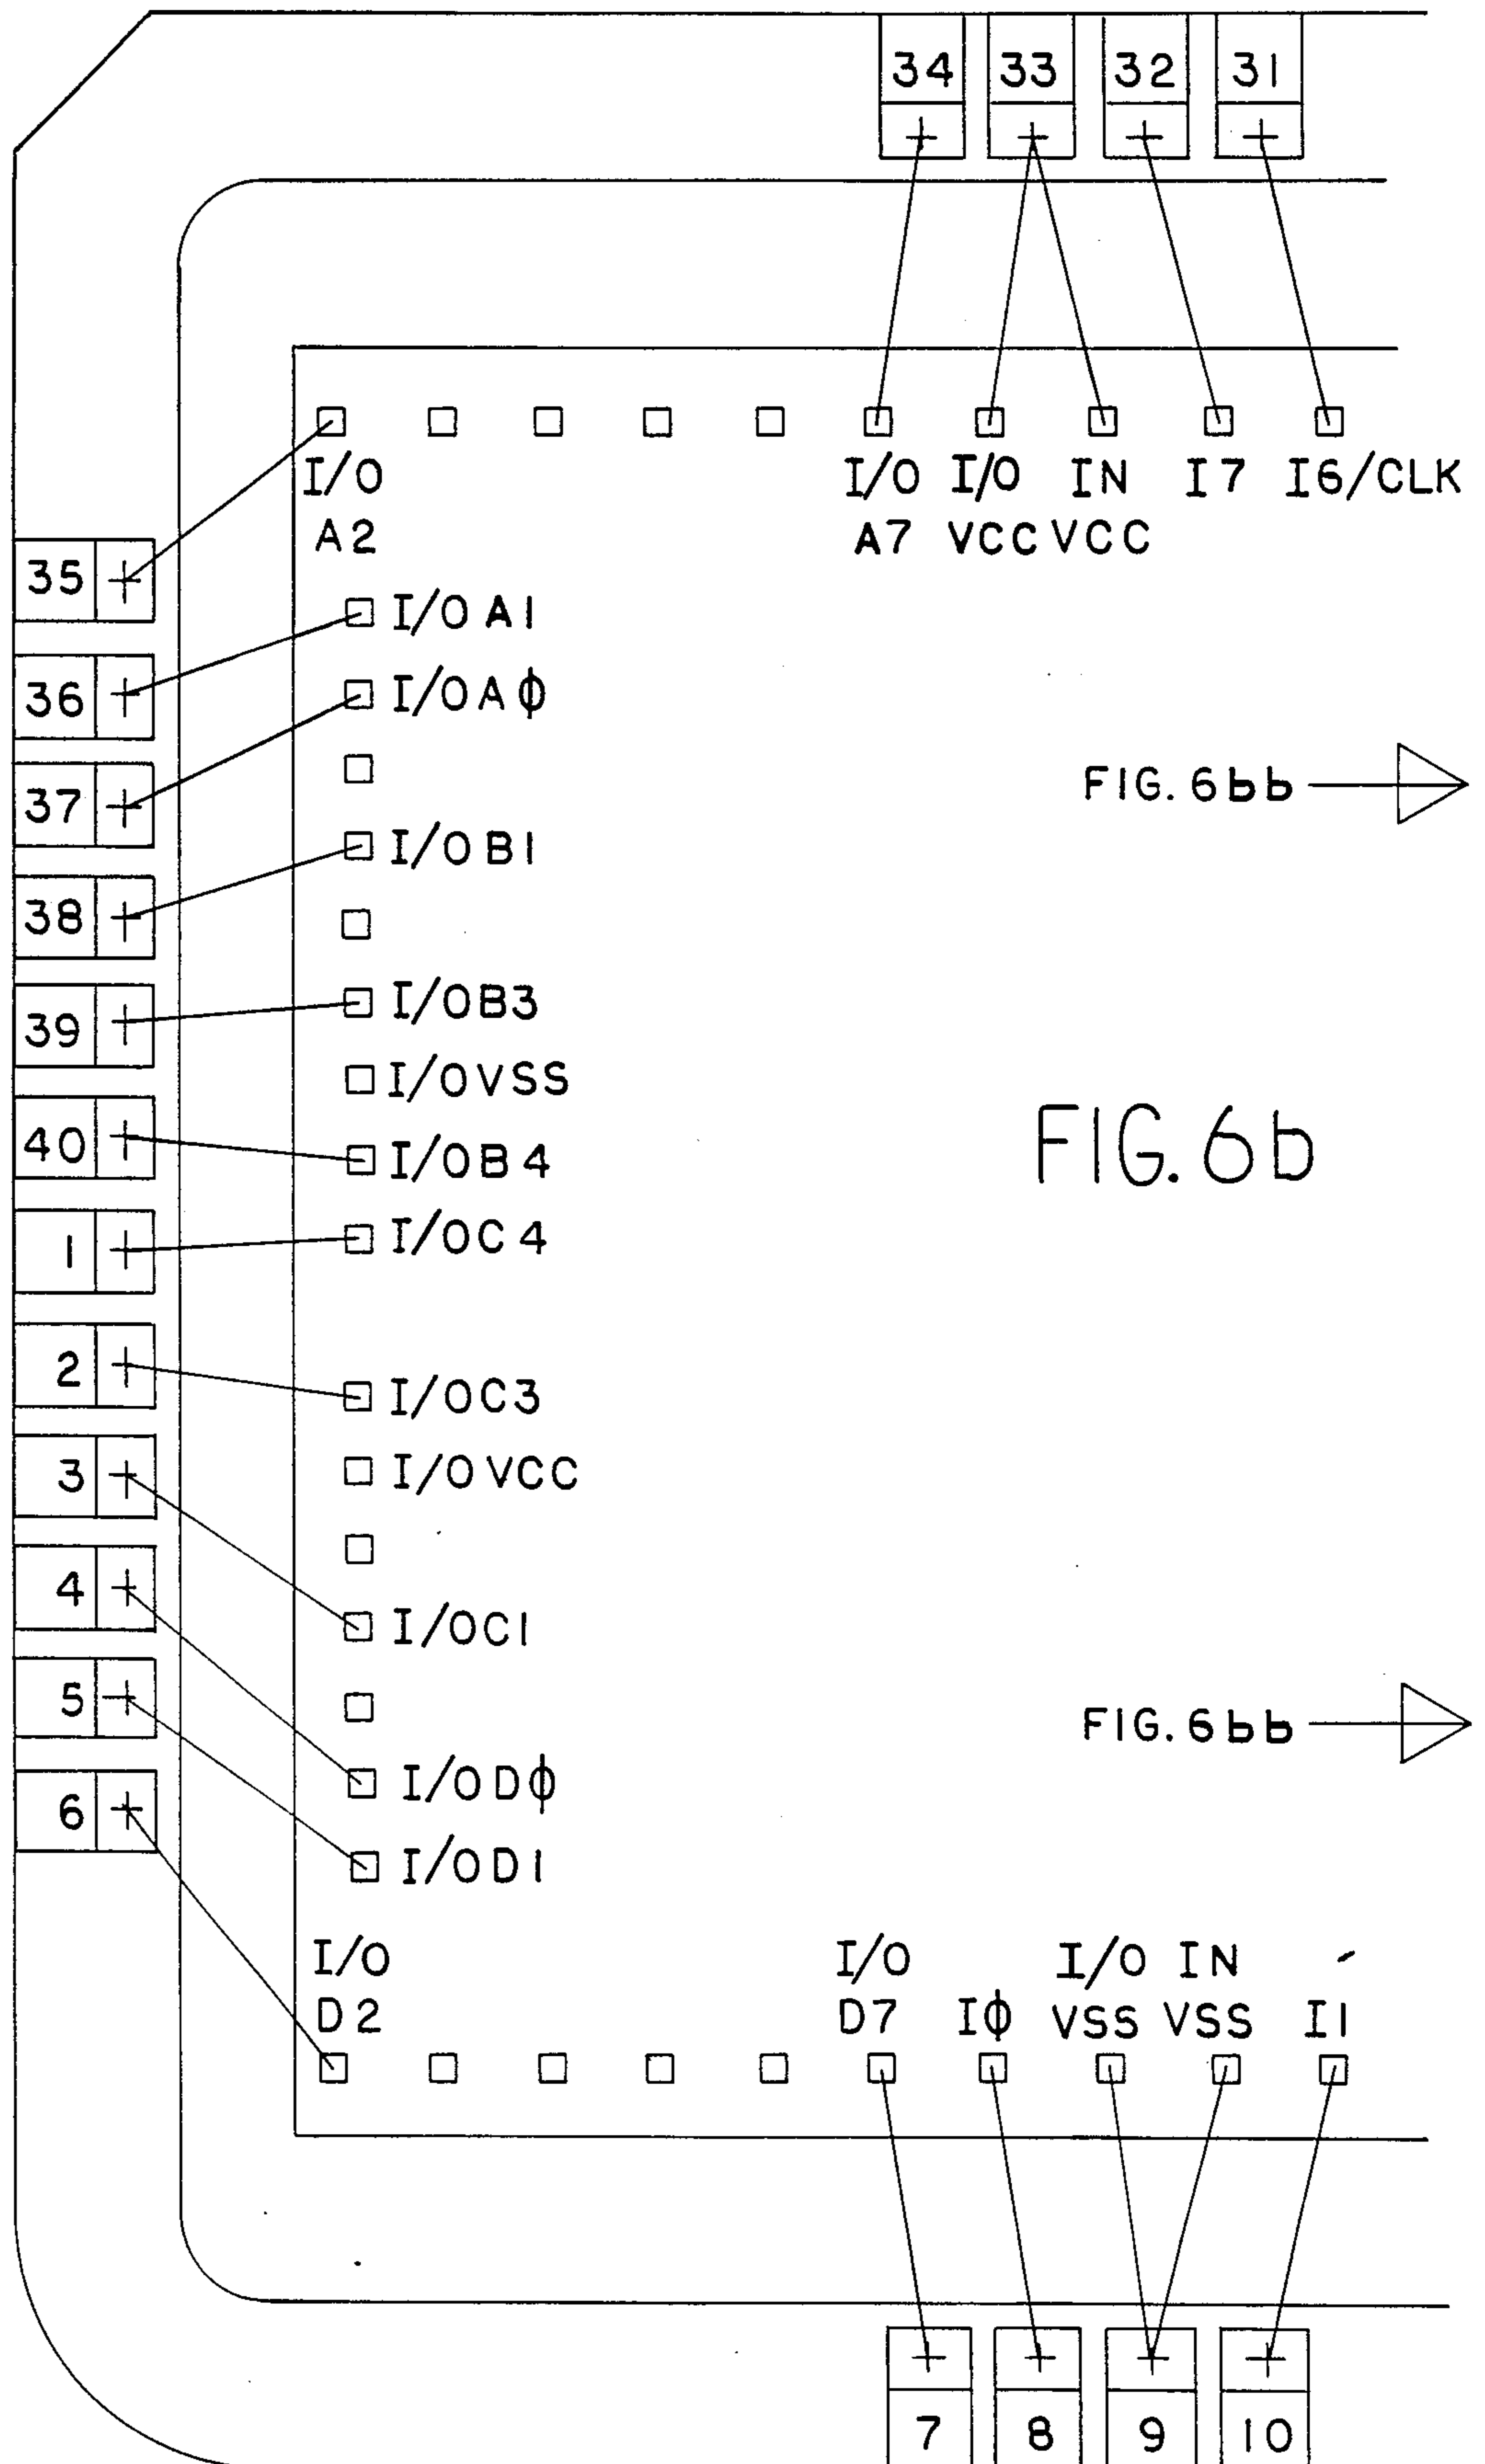 34 33 32 31
I/O I/O IN I7 I6/CLK
A2 A7 VCC VCC
35
I/O A1
36
I/O Aϕ
FIG. 6bb
37
I/O B1
38
I/O B3
39
I/O VSS
40
I/O B4
FIG. 6b
I/O C4
1
2
I/O C3
3
I/O VCC
4
I/O C1
5
FIG. 6bb
I/O Dϕ
6
I/O D1
I/O I/O I/O IN
D2 D7 Iϕ VSS VSS I1
7 8 9 10